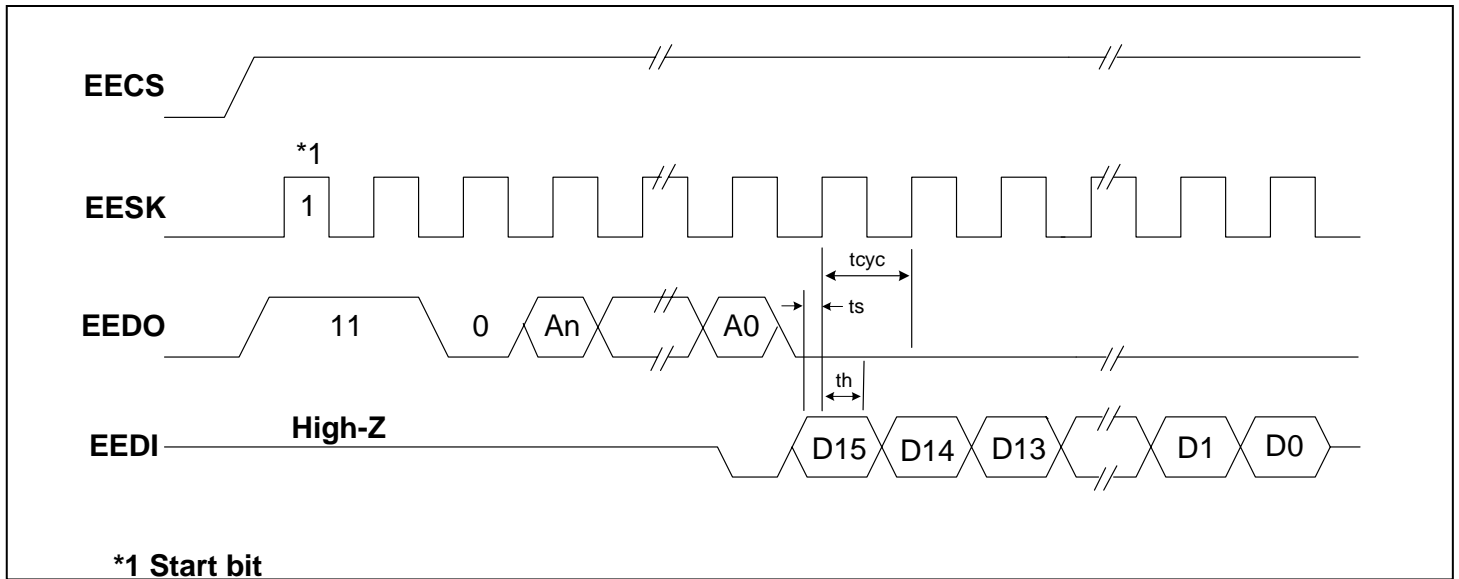 EECS
*1
EESK 1
tcyc
EEDO 11 0 An A0 ts
th
High-Z
EEDI D15 D14 D13 D1 D0
*1 Start bit